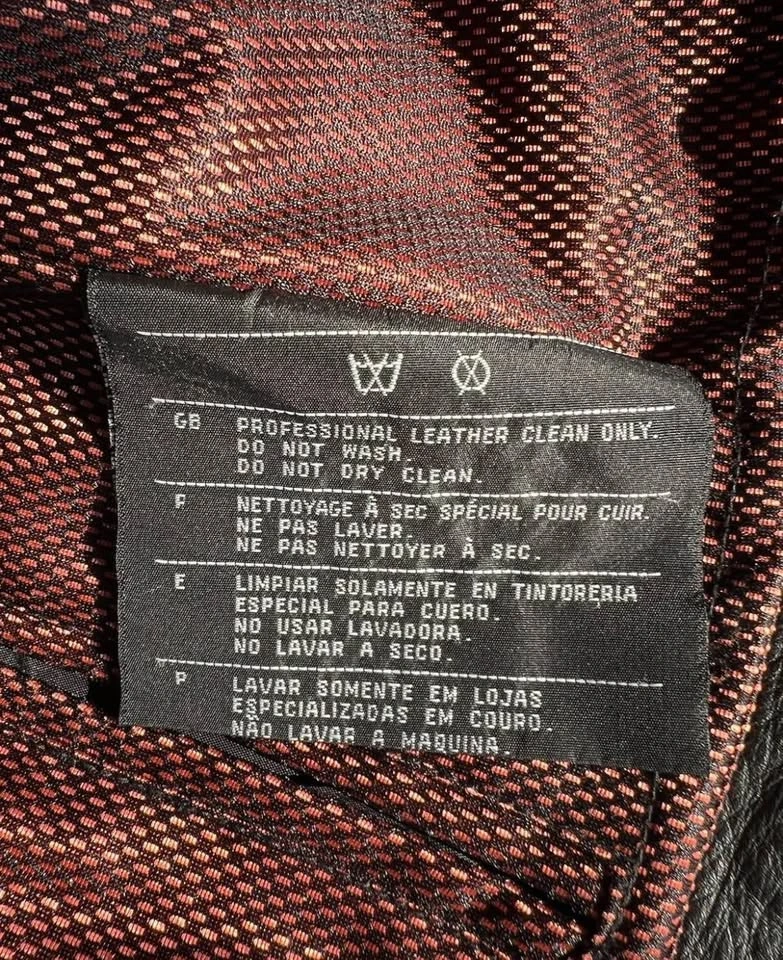 GB PROFESSIONAL LEATHER CLEAN ONLY.
DO NOT WASH.
DO NOT DRY CLEAN.
F NETTOYAGE À SEC SPÉCIAL POUR CUIR.
NE PAS LAVER.
NE PAS NETTOYER À SEC.
E LIMPIAR SOLAMENTE EN TINTORERIA
ESPECIAL PARA CUERO.
NO USAR LAVADORA.
NO LAVAR A SECO.
P LAVAR SOMENTE EM LOJAS
ESPECIALIZADAS EM COURO.
NÃO LAVAR A MAQUINA.